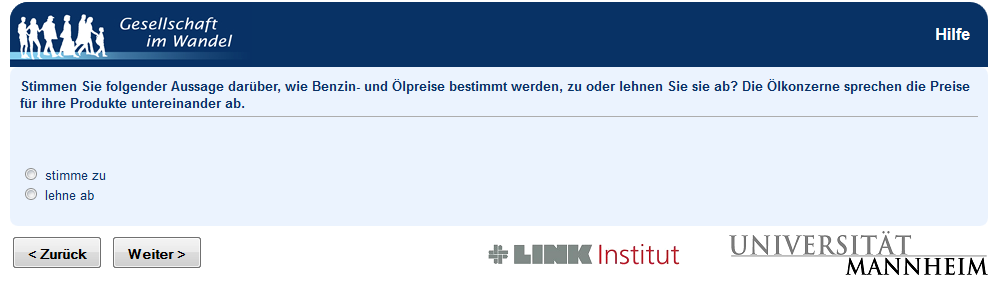 Gesellschaft
im Wandel
Hilfe
Stimmen Sie folgender Aussage darüber, wie Benzin- und Ölpreise bestimmt werden, zu oder lehnen Sie sie ab? Die Ölkonzerne sprechen die Preise
für ihre Produkte untereinander ab.
stimme zu
lehne ab
< Zurück
Weiter >
LINK Institut
UNIVERSITÄT
MANNHEIM